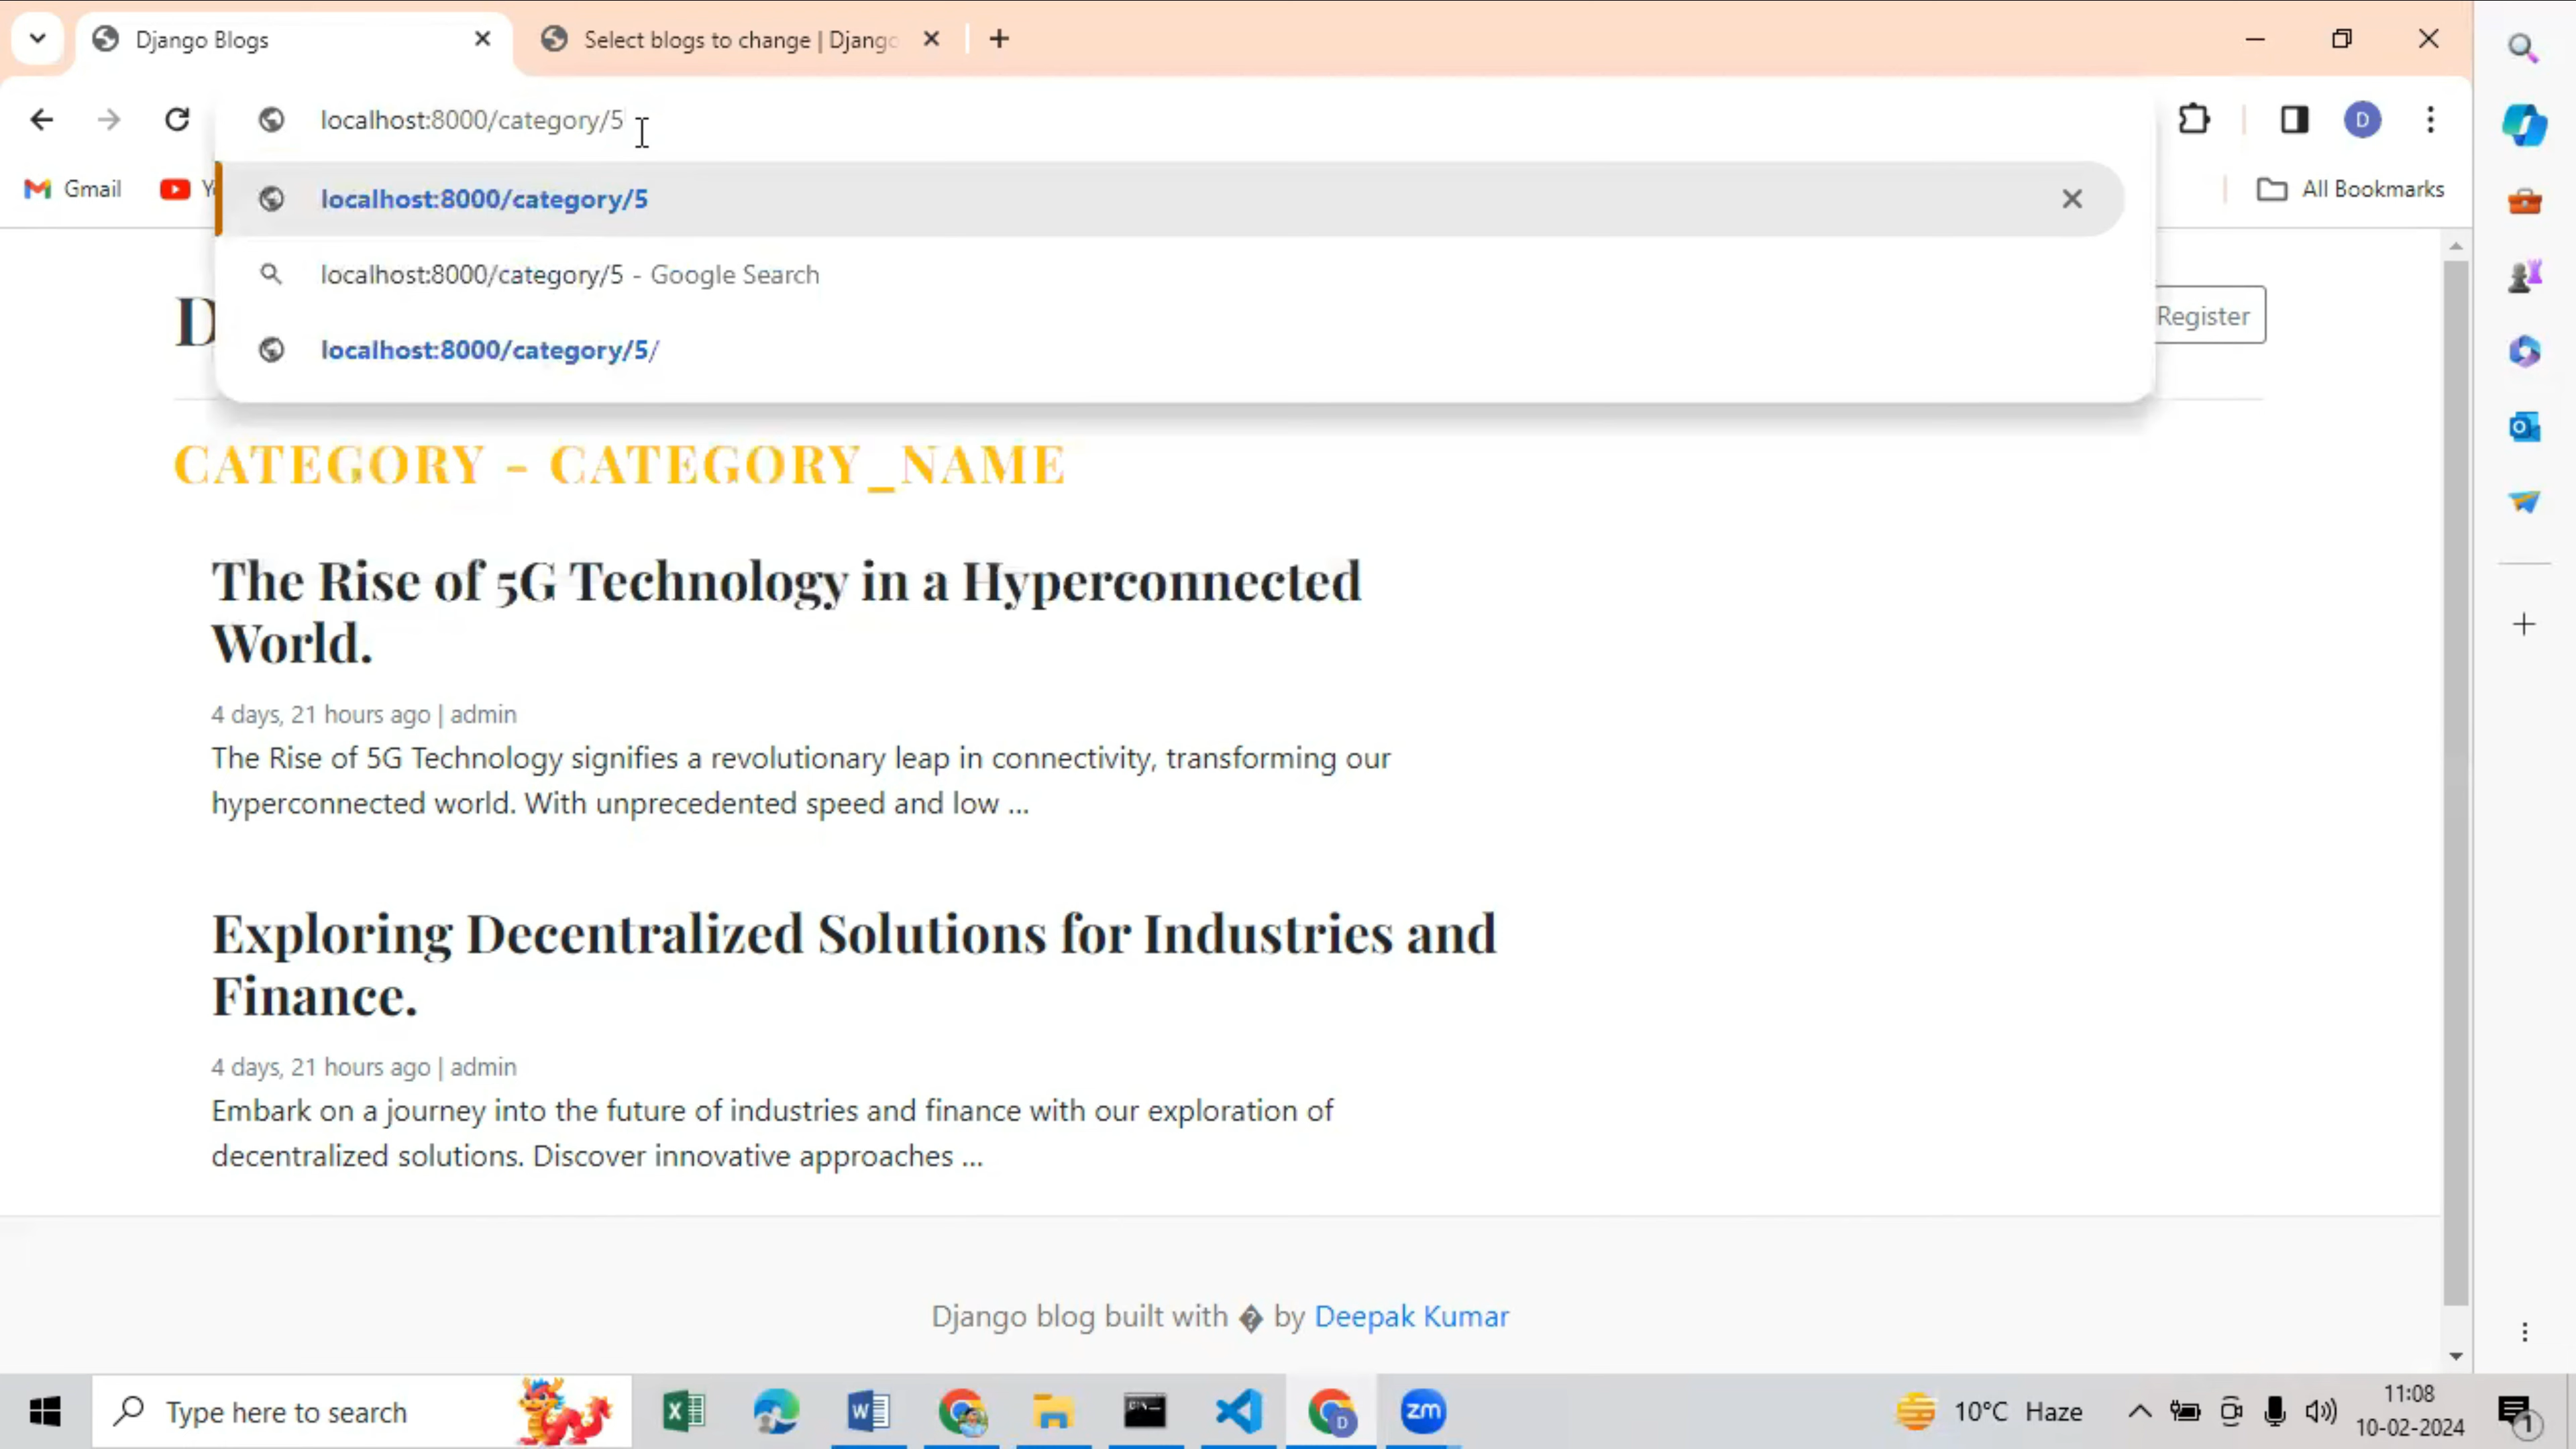 Django Blogs
Select blogs to change | Django
localhost:8000/category/5
Gmail
All Bookmarks
localhost:8000/category/5
localhost:8000/category/5 - Google Search
localhost:8000/category/5/
Register
CATEGORY - CATEGORY_NAME
The Rise of 5G Technology in a Hyperconnected
World.
4 days, 21 hours ago | admin
The Rise of 5G Technology signifies a revolutionary leap in connectivity, transforming our
hyperconnected world. With unprecedented speed and low ...
Exploring Decentralized Solutions for Industries and
Finance.
4 days, 21 hours ago | admin
Embark on a journey into the future of industries and finance with our exploration of
decentralized solutions. Discover innovative approaches ...
Django blog built with � by Deepak Kumar
Type here to search
zm
10°C Haze
11:08
10-02-2024
1